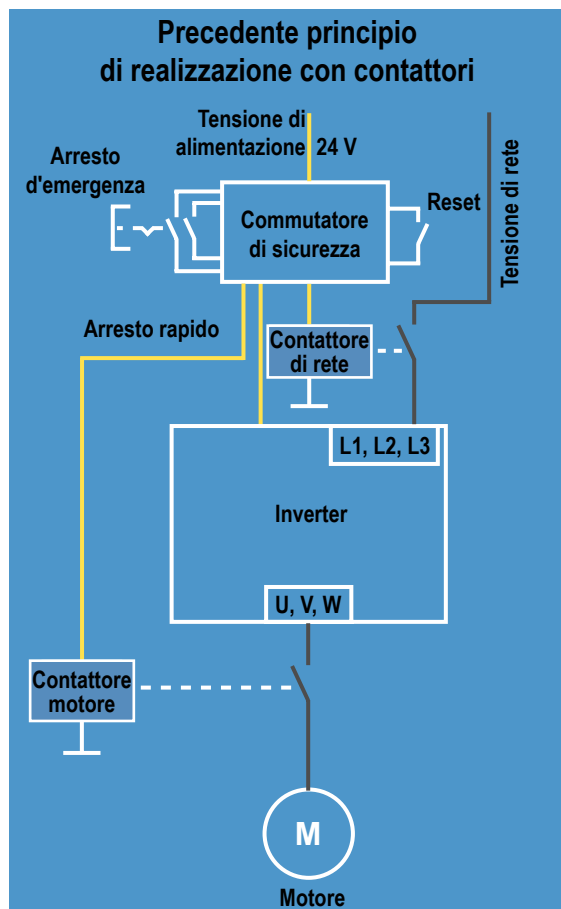 Precedente principio
di realizzazione con contattori
Tensione di
alimentazione 24 V
Arresto
d'emergenza
Commutatore
di sicurezza
Reset
Tensione di rete
Arresto rapido
Contattore
di rete
L1, L2, L3
Inverter
U, V, W
Contattore
motore
M
Motore